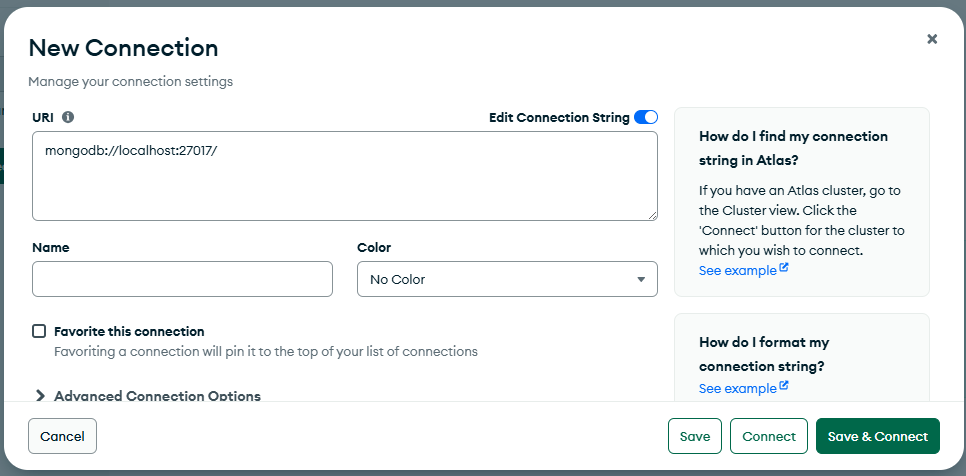 New Connection
Manage your connection settings
URI
Edit Connection String
mongodb://localhost:27017/
Name
Color
No Color
Favorite this connection
Favoriting a connection will pin it to the top of your list of connections
Advanced Connection Options
How do I find my connection
string in Atlas?
If you have an Atlas cluster, go to
the Cluster view. Click the
'Connect' button for the cluster to
which you wish to connect.
See example
How do I format my
connection string?
See example
Cancel
Save
Connect
Save & Connect